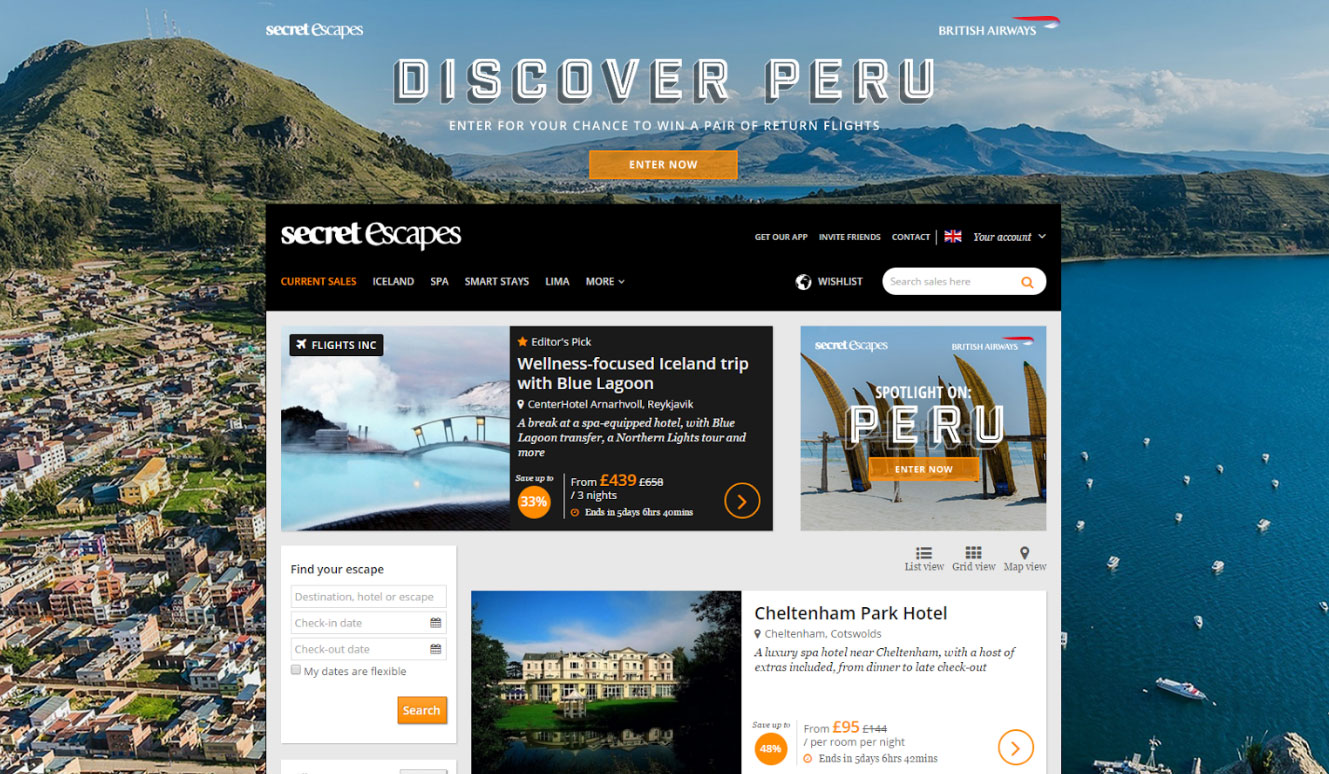 secret escapes
BRITISH AIRWAYS
DISCOVER PERU
ENTER FOR YOUR CHANCE TO WIN A PAIR OF RETURN FLIGHTS
ENTER NOW
secret escapes
GET OUR APP INVITE FRIENDS CONTACT Your account
CURRENT SALES ICELAND SPA SMART STAYS LIMA MORE
WISHLIST
Search sales here
FLIGHTS INC
Editor's Pick
Wellness-focused Iceland trip
with Blue Lagoon
CenterHotel Arnarhvoll, Reykjavik
A break at a spa-equipped hotel, with Blue
Lagoon transfer, a Northern Lights tour and
more
Save up to
33%
From £439 £658
/ 3 nights
Ends in 5days 6hrs 40mins
secret escapes
BRITISH AIRWAYS
SPOTLIGHT ON:
PERU
ENTER NOW
List view Grid view Map view
Find your escape
Destination, hotel or escape
Check-in date
Check-out date
My dates are flexible
Search
Cheltenham Park Hotel
Cheltenham, Cotswolds
A luxury spa hotel near Cheltenham, with a host of
extras included, from dinner to late check-out
Save up to
48%
From £95 £144
/ per room per night
Ends in 5days 6hrs 42mins